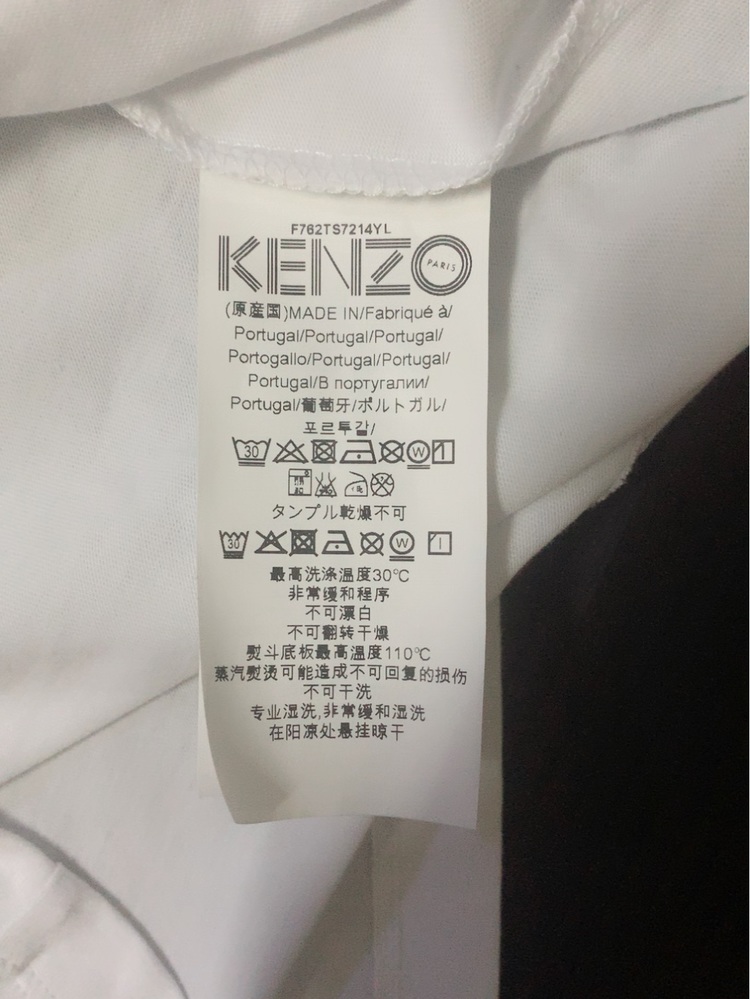 F762TS7214YL
KENZO PARIS
(原産国)MADE IN/Fabriqué à/
Portugal/Portugal/Portugal/
Portogallo/Portugal/Portugal/
Portugal/В португалии/
Portugal/葡萄牙/ポルトガル/
포르투갈/
30 W
タンプル乾燥不可
30 W
最高洗涤温度30°C
非常缓和程序
不可漂白
不可翻转干燥
熨斗底板最高温度110°C
蒸汽熨烫可能造成不可回复的损伤
不可干洗
专业湿洗,非常缓和湿洗
在阳凉处悬挂晾干